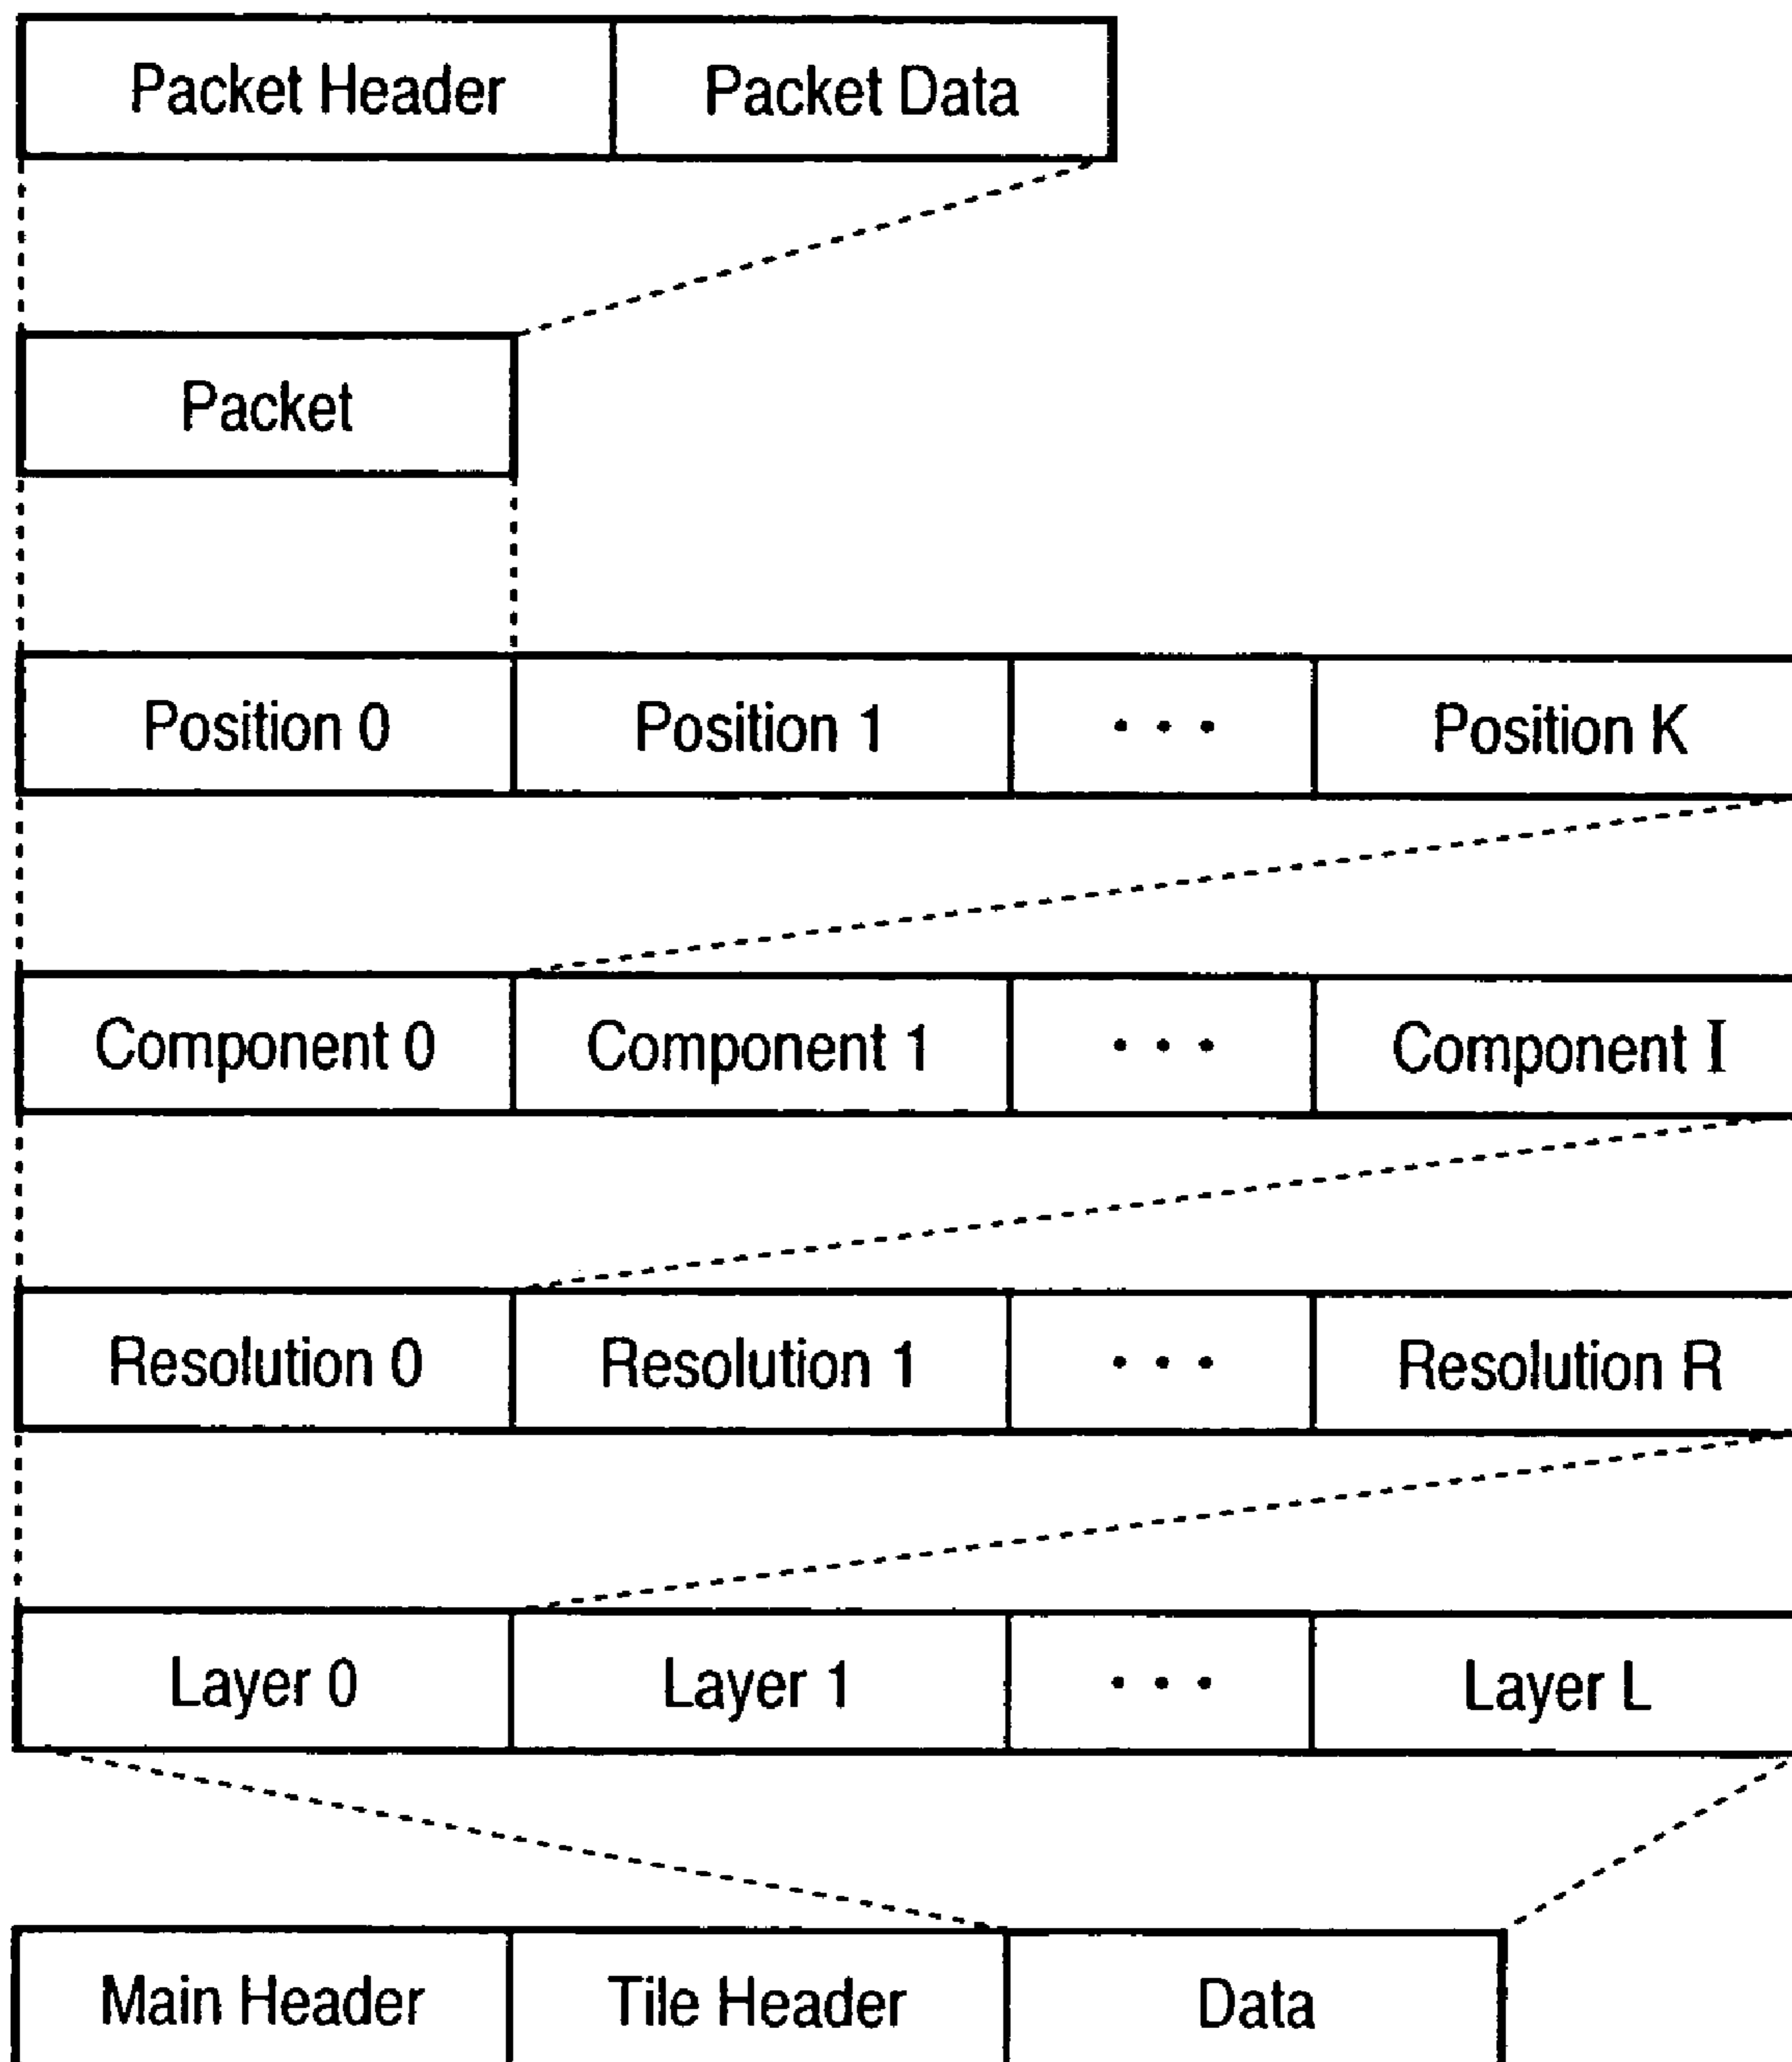 Packet Header Packet Data
Packet
Position 0 Position 1 • • • Position K
Component 0 Component 1 • • • Component I
Resolution 0 Resolution 1 • • • Resolution R
Layer 0 Layer 1 • • • Layer L
Main Header Tile Header Data